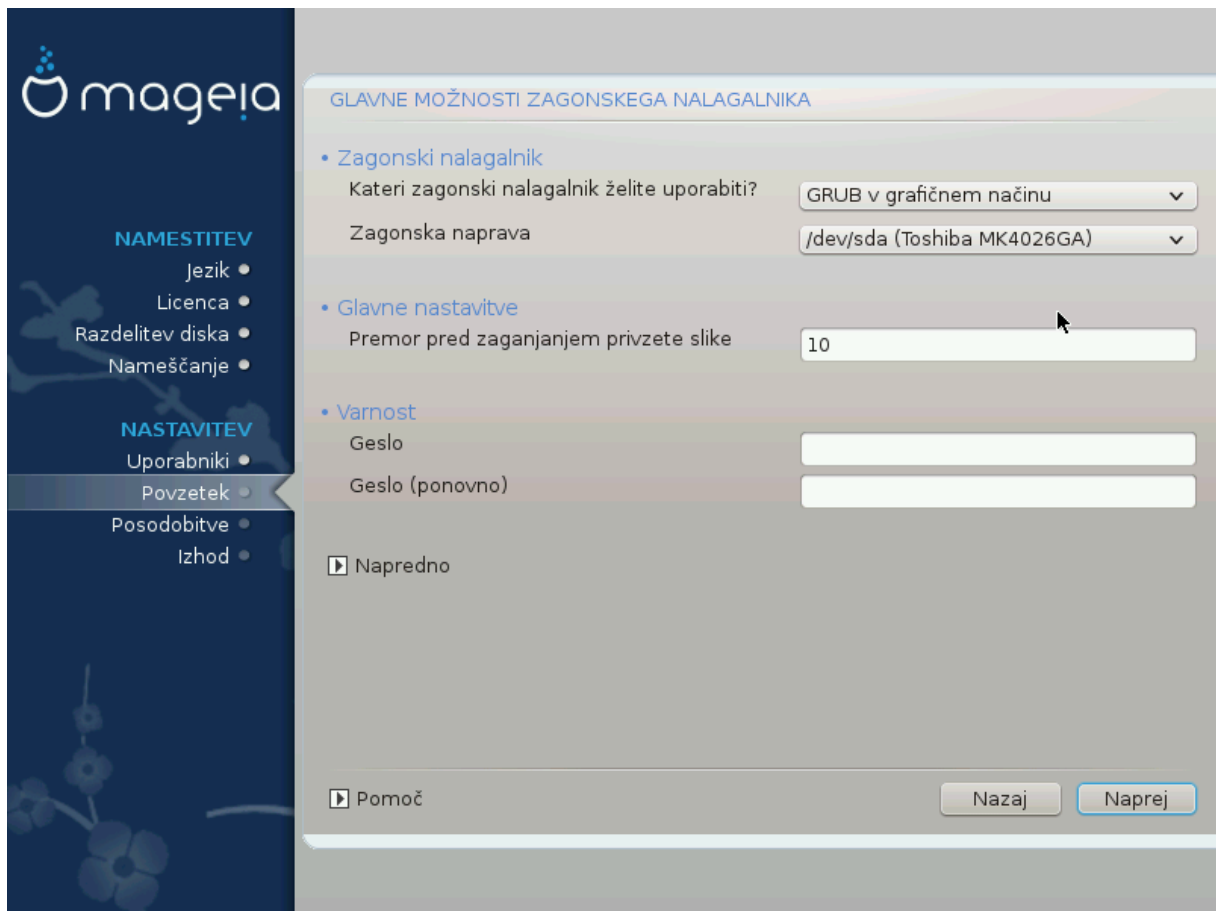 mageia
NAMESTITEV
Jezik
Licenca
Razdelitev diska
Nameščanje
NASTAVITEV
Uporabniki
Povzetek
Posodobitve
Izhod
GLAVNE MOŽNOSTI ZAGONSKEGA NALAGALNIKA
• Zagonski nalagalnik
Kateri zagonski nalagalnik želite uporabiti? GRUB v grafičnem načinu
Zagonska naprava /dev/sda (Toshiba MK4026GA)
• Glavne nastavitve
Premor pred zaganjanjem privzete slike 10
• Varnost
Geslo
Geslo (ponovno)
Napredno
Pomoč Nazaj Naprej